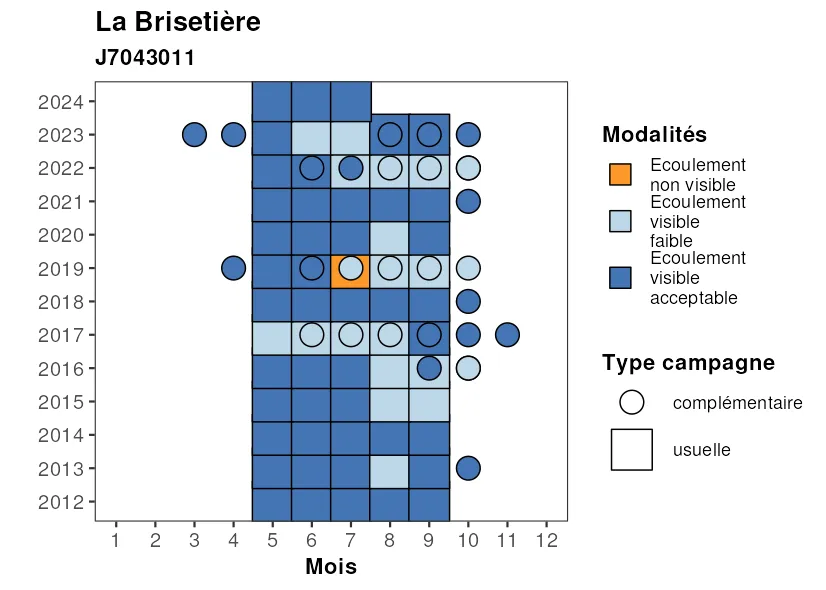 La Brisetière
J7043011
2024
2023
2022
2021
2020
2019
2018
2017
2016
2015
2014
2013
2012
1 2 3 4 5 6 7 8 9 10 11 12
Mois
Modalités
Ecoulement
non visible
Ecoulement
visible
faible
Ecoulement
visible
acceptable
Type campagne
complémentaire
usuelle